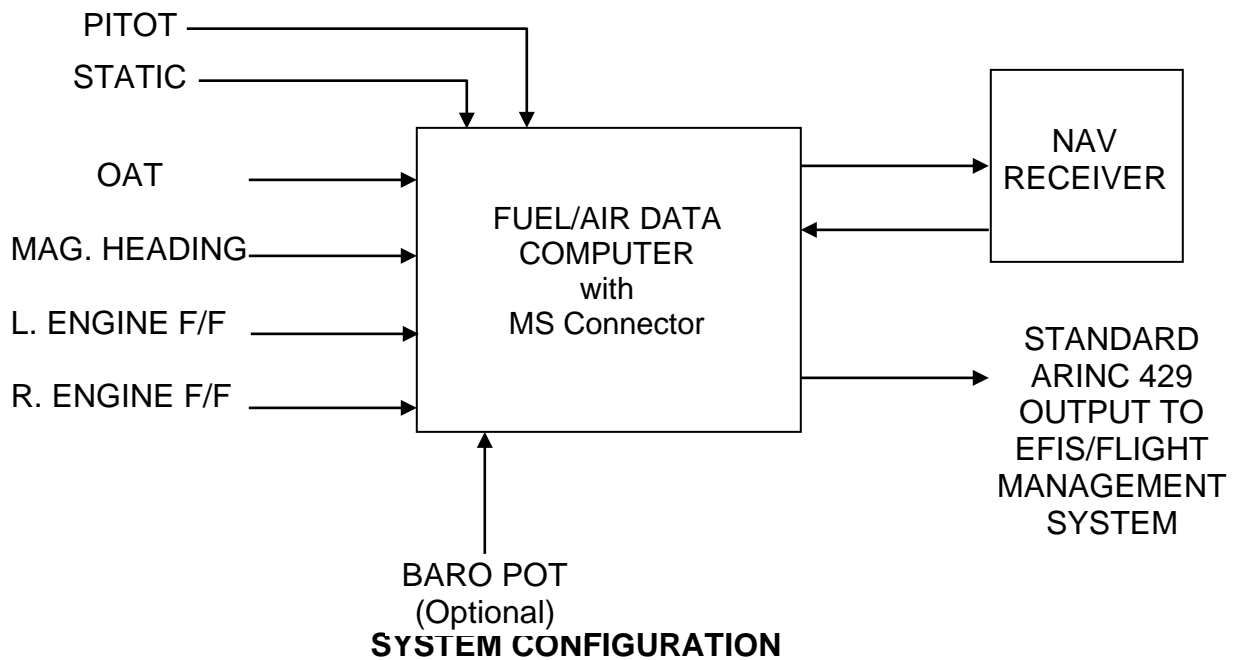 PITOT
STATIC
OAT
MAG. HEADING
L. ENGINE F/F
R. ENGINE F/F
FUEL/AIR DATA
COMPUTER
with
MS Connector
NAV
RECEIVER
STANDARD
ARINC 429
OUTPUT TO
EFIS/FLIGHT
MANAGEMENT
SYSTEM
BARO POT
(Optional)
SYSTEM CONFIGURATION